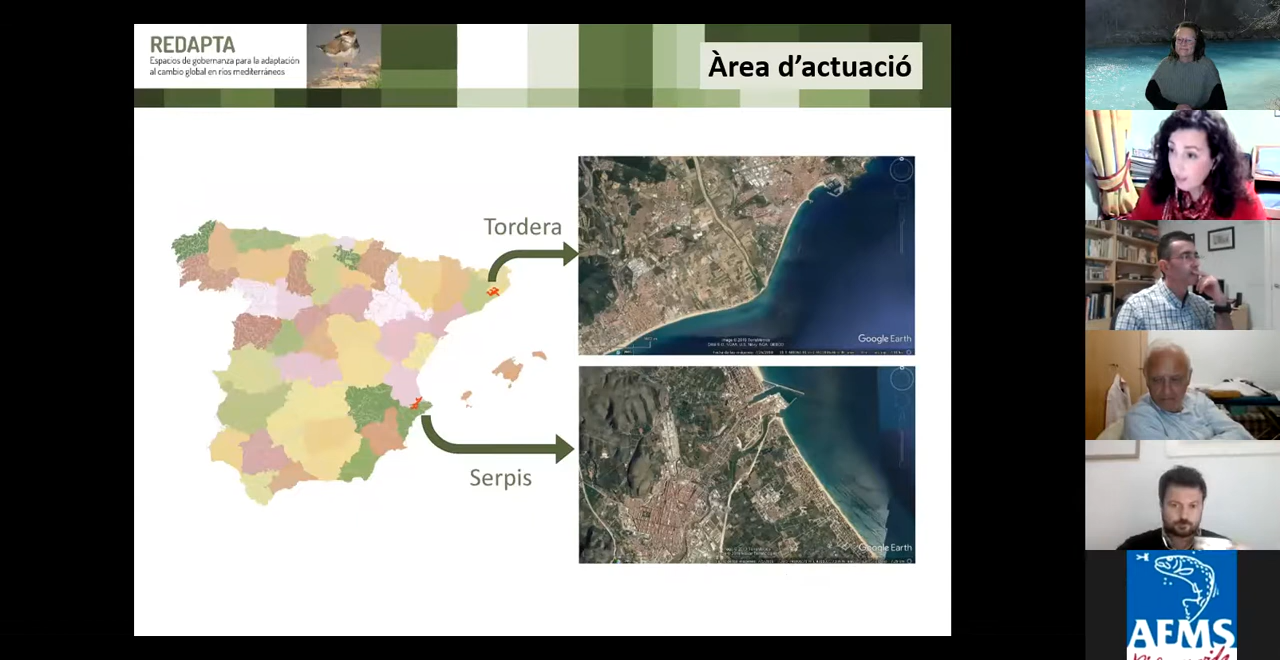 REDAPTA
Espacios de gobernanza para la adaptación
al cambio global en ríos mediterráneos
Àrea d'actuació
Tordera
Google Earth
Serpis
Google Earth
AEMS